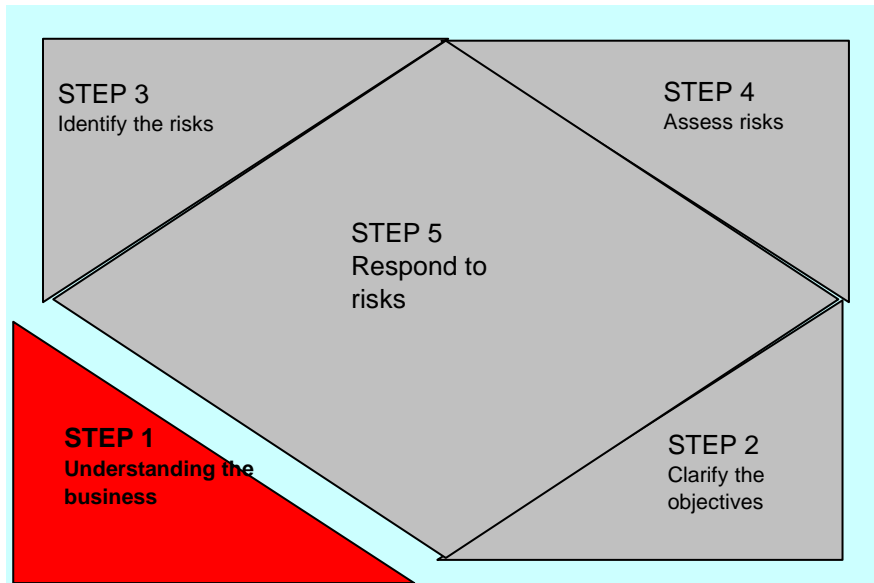 STEP 3
Identify the risks
STEP 4
Assess risks
STEP 5
Respond to
risks
STEP 1
Understanding the
business
STEP 2
Clarify the
objectives